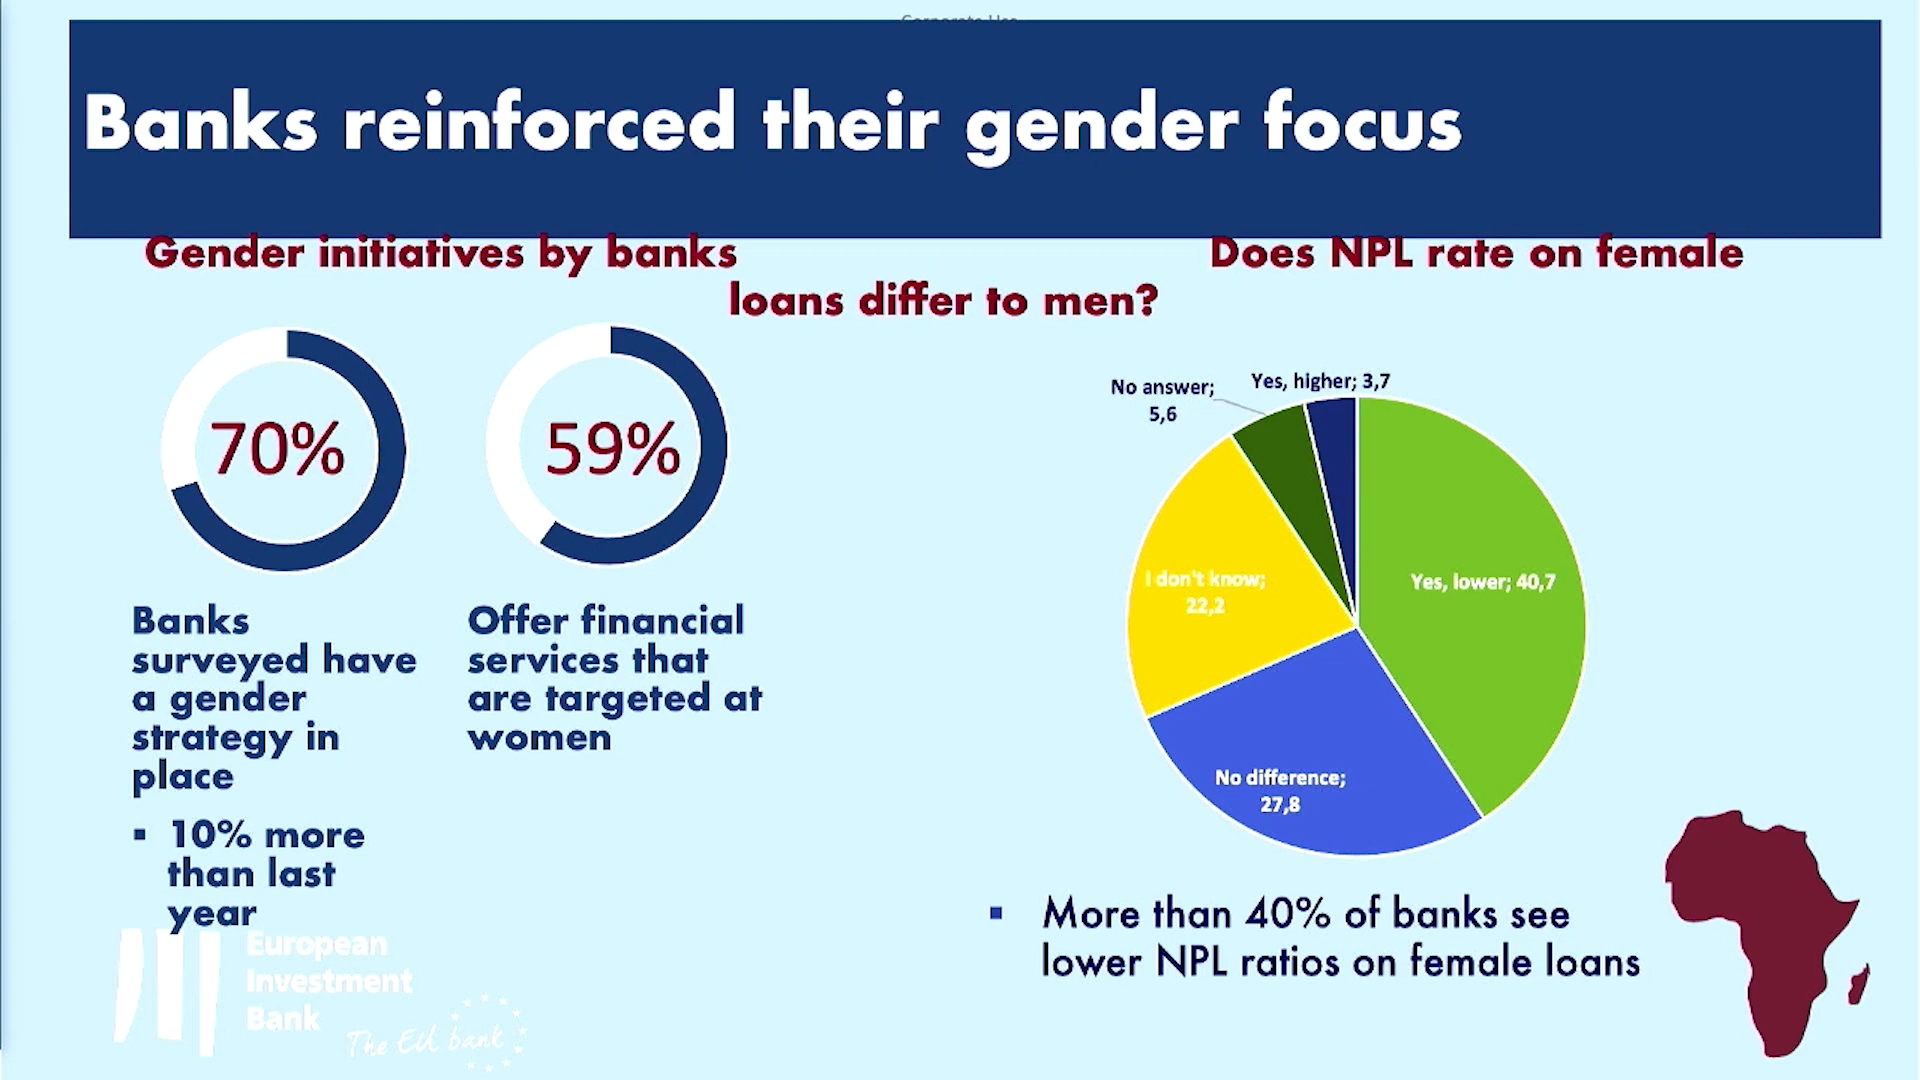 Corporate Use
Banks reinforced their gender focus
Gender initiatives by banks
Does NPL rate on female
loans differ to men?
70%
59%
Banks
surveyed have
a gender
strategy in
place
▪ 10% more
than last
year
Offer financial
services that
are targeted at
women
No answer;
5,6
Yes, higher; 3,7
I don't know;
22,2
Yes, lower; 40,7
No difference;
27,8
▪ More than 40% of banks see
lower NPL ratios on female loans
European
Investment
Bank
The EU bank